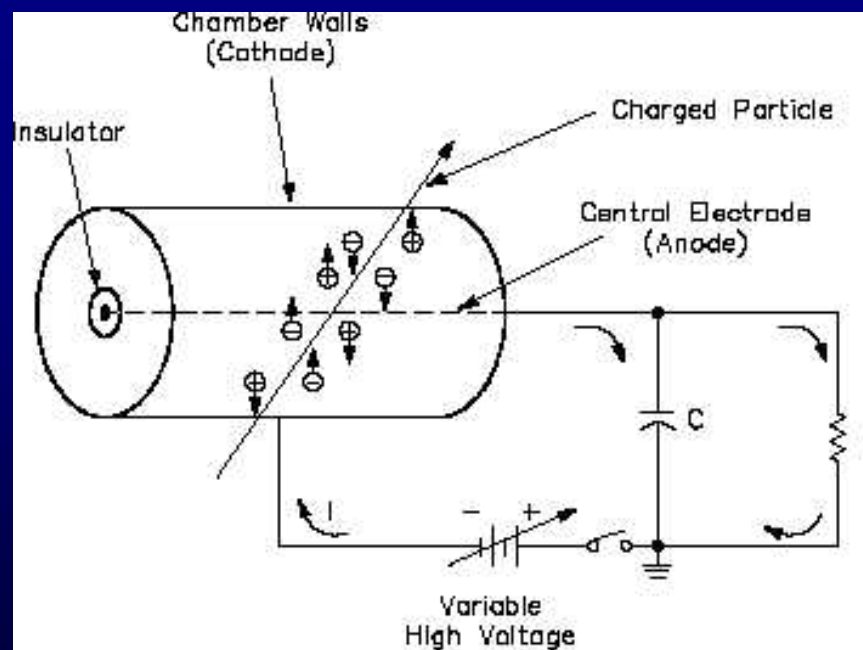 Chamber Walls
(Cathode)
Insulator
Charged Particle
Central Electrode
(Anode)
C
I
- +
Variable
High Voltage